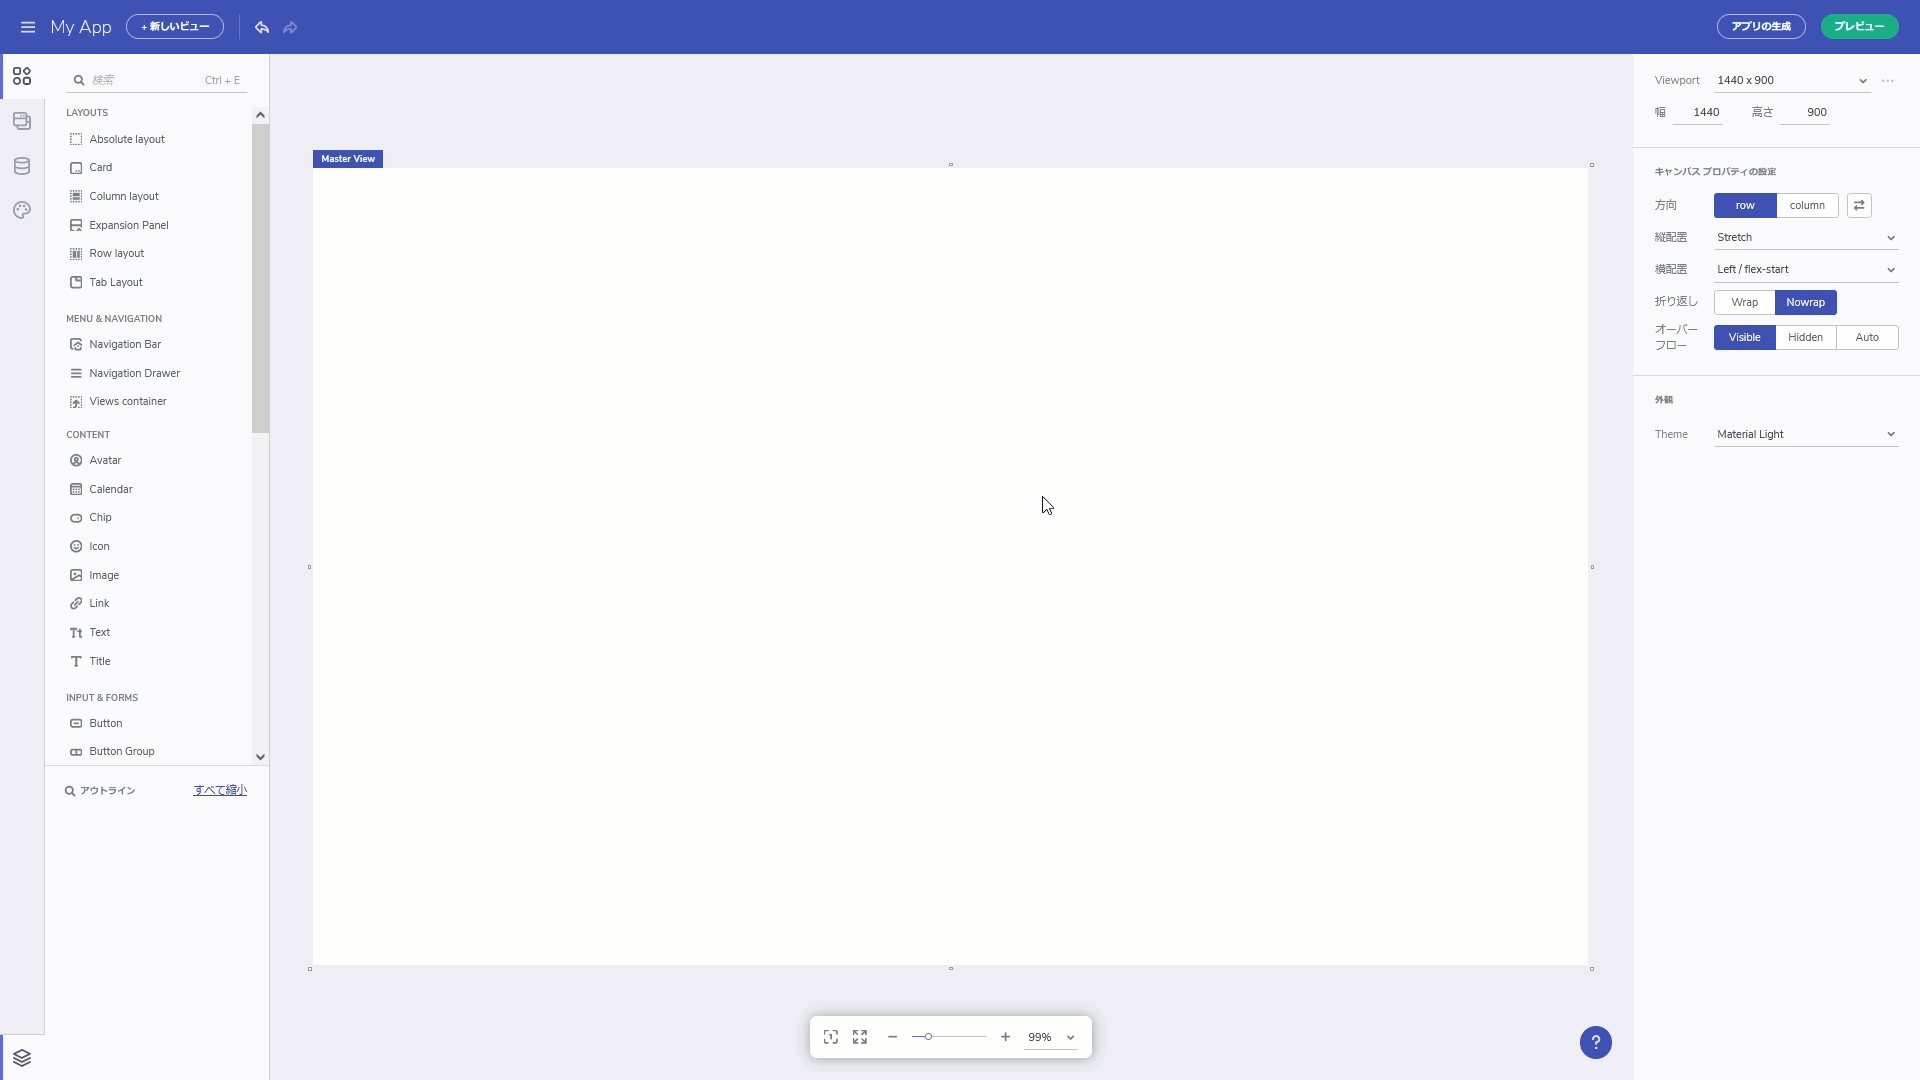 My App
+ 新しいビュー
アプリの生成
プレビュー
検索
Ctrl + E
LAYOUTS
Absolute layout
Card
Column layout
Expansion Panel
Row layout
Tab Layout
MENU & NAVIGATION
Navigation Bar
Navigation Drawer
Views container
CONTENT
Avatar
Calendar
Chip
Icon
Image
Link
Text
Title
INPUT & FORMS
Button
Button Group
アウトライン
すべて縮小
Master View
99%
?
Viewport
1440 x 900
幅 1440 高さ 900
キャンバス プロパティの設定
方向 row column
縦配置 Stretch
横配置 Left / flex-start
折り返し Wrap Nowrap
オーバー
フロー
Visible Hidden Auto
外観
Theme Material Light